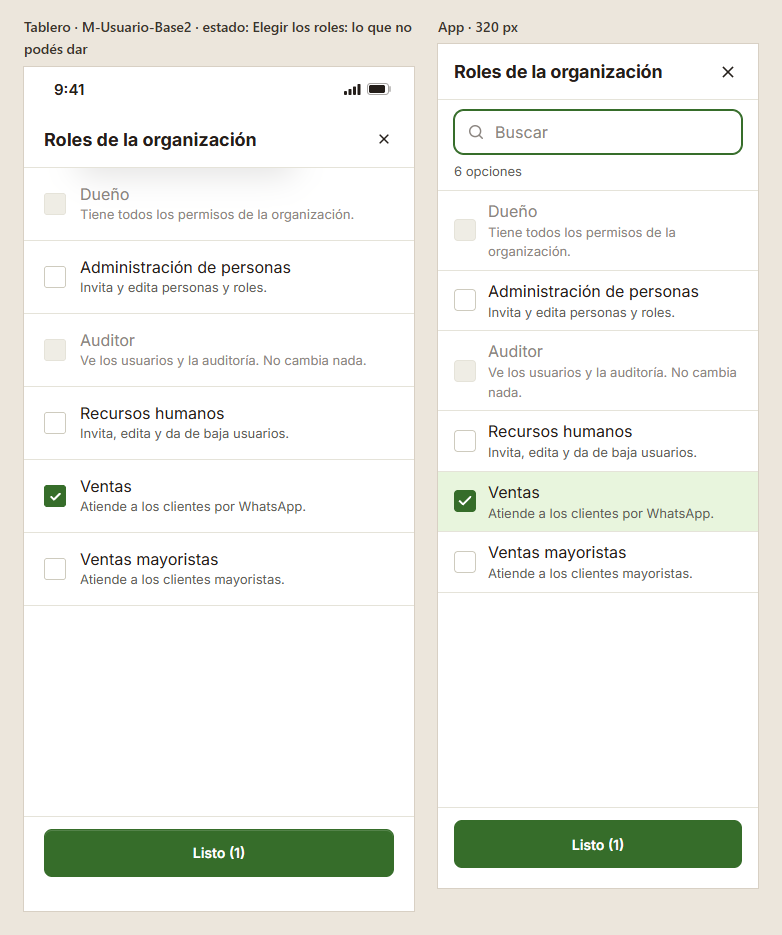 Tablero · M-Usuario-Base2 · estado: Elegir los roles: lo que no
podés dar
9:41
Roles de la organización
Dueño
Tiene todos los permisos de la organización.
Administración de personas
Invita y edita personas y roles.
Auditor
Ve los usuarios y la auditoría. No cambia nada.
Recursos humanos
Invita, edita y da de baja usuarios.
Ventas
Atiende a los clientes por WhatsApp.
Ventas mayoristas
Atiende a los clientes mayoristas.
Listo (1)
App · 320 px
Roles de la organización
Buscar
6 opciones
Dueño
Tiene todos los permisos de la
organización.
Administración de personas
Invita y edita personas y roles.
Auditor
Ve los usuarios y la auditoría. No cambia
nada.
Recursos humanos
Invita, edita y da de baja usuarios.
Ventas
Atiende a los clientes por WhatsApp.
Ventas mayoristas
Atiende a los clientes mayoristas.
Listo (1)